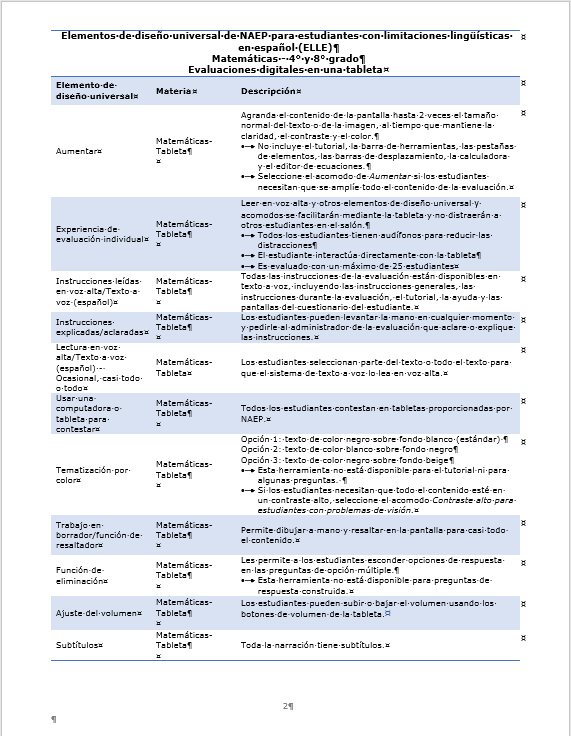 Elementos de diseño universal de NAEP para estudiantes con limitaciones lingüísticas
en español (ELLE)¶
Matemáticas -- 4° y 8° grado¶
Evaluaciones digitales en una tableta¤
Elemento de
diseño universal¤
Materia¤
Descripción¤
Aumentar¤
Matemáticas-
Tableta¶
¤
Agranda el contenido de la pantalla hasta 2 veces el tamaño
normal del texto o de la imagen, al tiempo que mantiene la
claridad, el contraste y el color.¶
•→ No incluye el tutorial, la barra de herramientas, las pestañas
de elementos, las barras de desplazamiento, la calculadora
y el editor de ecuaciones.¶
•→ Seleccione el acomodo de Aumentar si los estudiantes
necesitan que se amplíe todo el contenido de la evaluación.¤
Experiencia de
evaluación individual¤
Matemáticas-
Tableta¶
¤
Leer en voz alta y otros elementos de diseño universal y
acomodos se facilitarán mediante la tableta y no distraerán a
otros estudiantes en el salón.¶
•→ Todos los estudiantes tienen audífonos para reducir las
distracciones¶
•→ El estudiante interactúa directamente con la tableta¶
•→ Es evaluado con un máximo de 25 estudiantes¤
Instrucciones leídas
en voz alta/Texto a
voz (español)¤
Matemáticas-
Tableta¶
¤
Todas las instrucciones de la evaluación están disponibles en
texto a voz, incluyendo las instrucciones generales, las
instrucciones durante la evaluación, el tutorial, la ayuda y las
pantallas del cuestionario del estudiante.¤
Instrucciones
explicadas/aclaradas¤
Matemáticas-
Tableta¶
¤
Los estudiantes pueden levantar la mano en cualquier momento
y pedirle al administrador de la evaluación que aclare o explique
las instrucciones.¤
Lectura en voz
alta/Texto a voz
(español) --
Ocasional, casi todo
o todo¤
Matemáticas-
Tableta¶
¤
Los estudiantes seleccionan parte del texto o todo el texto para
que el sistema de texto a voz lo lea en voz alta.¤
Usar una
computadora o
tableta para
contestar¤
Matemáticas-
Tableta¶
¤
Todos los estudiantes contestan en tabletas proporcionadas por
NAEP.¤
Tematización por
color¤
Matemáticas-
Tableta¶
¤
Opción 1: texto de color negro sobre fondo blanco (estándar) ¶
Opción 2: texto de color blanco sobre fondo negro¶
Opción 3: texto de color negro sobre fondo beige¶
•→ Esta herramienta no está disponible para el tutorial ni para
algunas preguntas. ¶
•→ Si los estudiantes necesitan que todo el contenido esté en
un contraste alto, seleccione el acomodo Contraste alto para
estudiantes con problemas de visión.¤
Trabajo en
borrador/función de
resaltador¤
Matemáticas-
Tableta¶
¤
Permite dibujar a mano y resaltar en la pantalla para casi todo
el contenido.¤
Función de
eliminación¤
Matemáticas-
Tableta¶
¤
Les permite a los estudiantes esconder opciones de respuesta
en las preguntas de opción múltiple.¶
•→ Esta herramienta no está disponible para preguntas de
respuesta construida.¤
Ajuste del volumen¤
Matemáticas-
Tableta¶
¤
Los estudiantes pueden subir o bajar el volumen usando los
botones de volumen de la tableta.¤
Subtítulos¤
Matemáticas-
Tableta¶
¤
Toda la narración tiene subtítulos.¤
2¶
¶